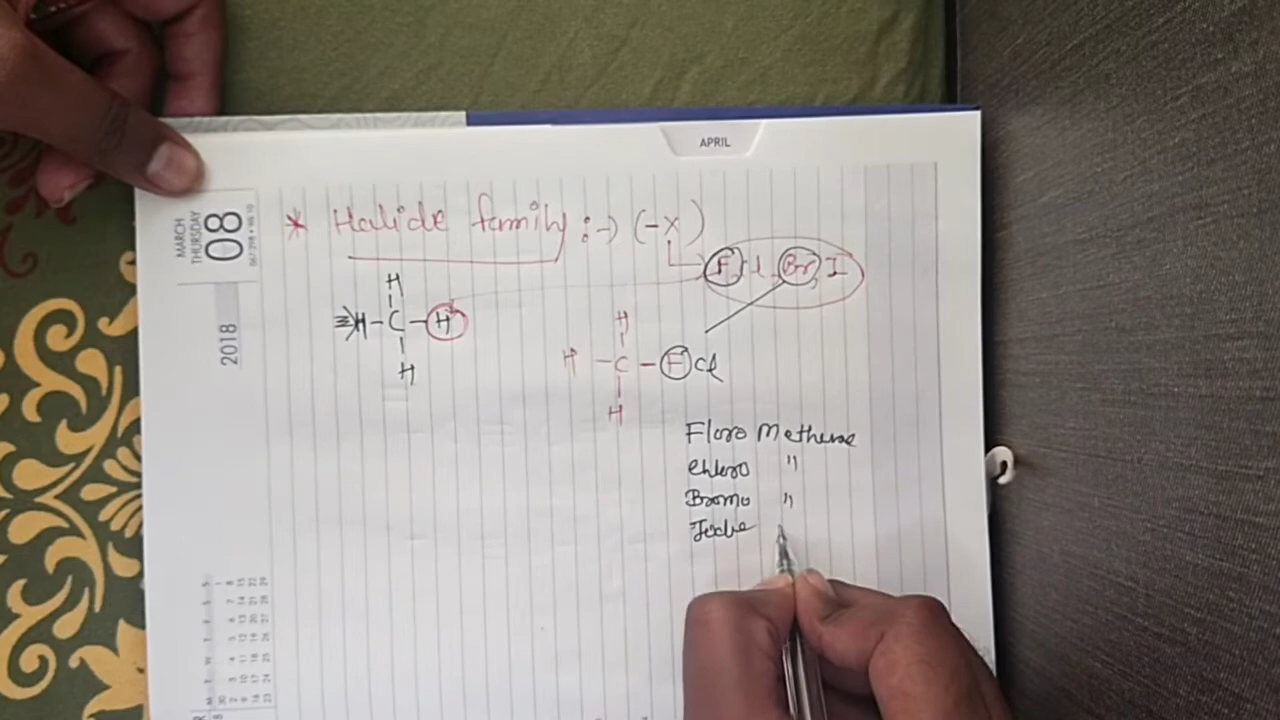 APRIL
MARCH
THURSDAY
08
2018
* Halide family :→ (-X)
F, Cl, Br, I
H
H - C - H
H
H
H - C - F Cl
H
Floro Methane
Chloro "
Bromo "
Iodo